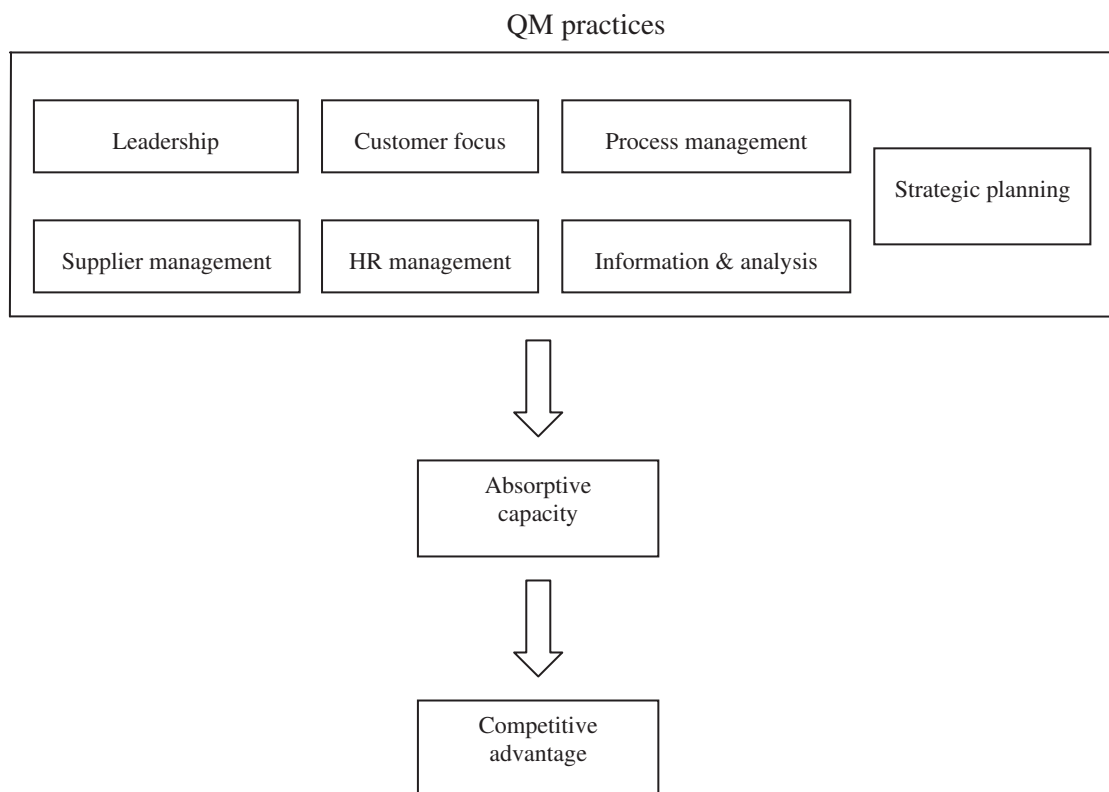 QM practices
Leadership
Customer focus
Process management
Strategic planning
Supplier management
HR management
Information & analysis
Absorptive
capacity
Competitive
advantage